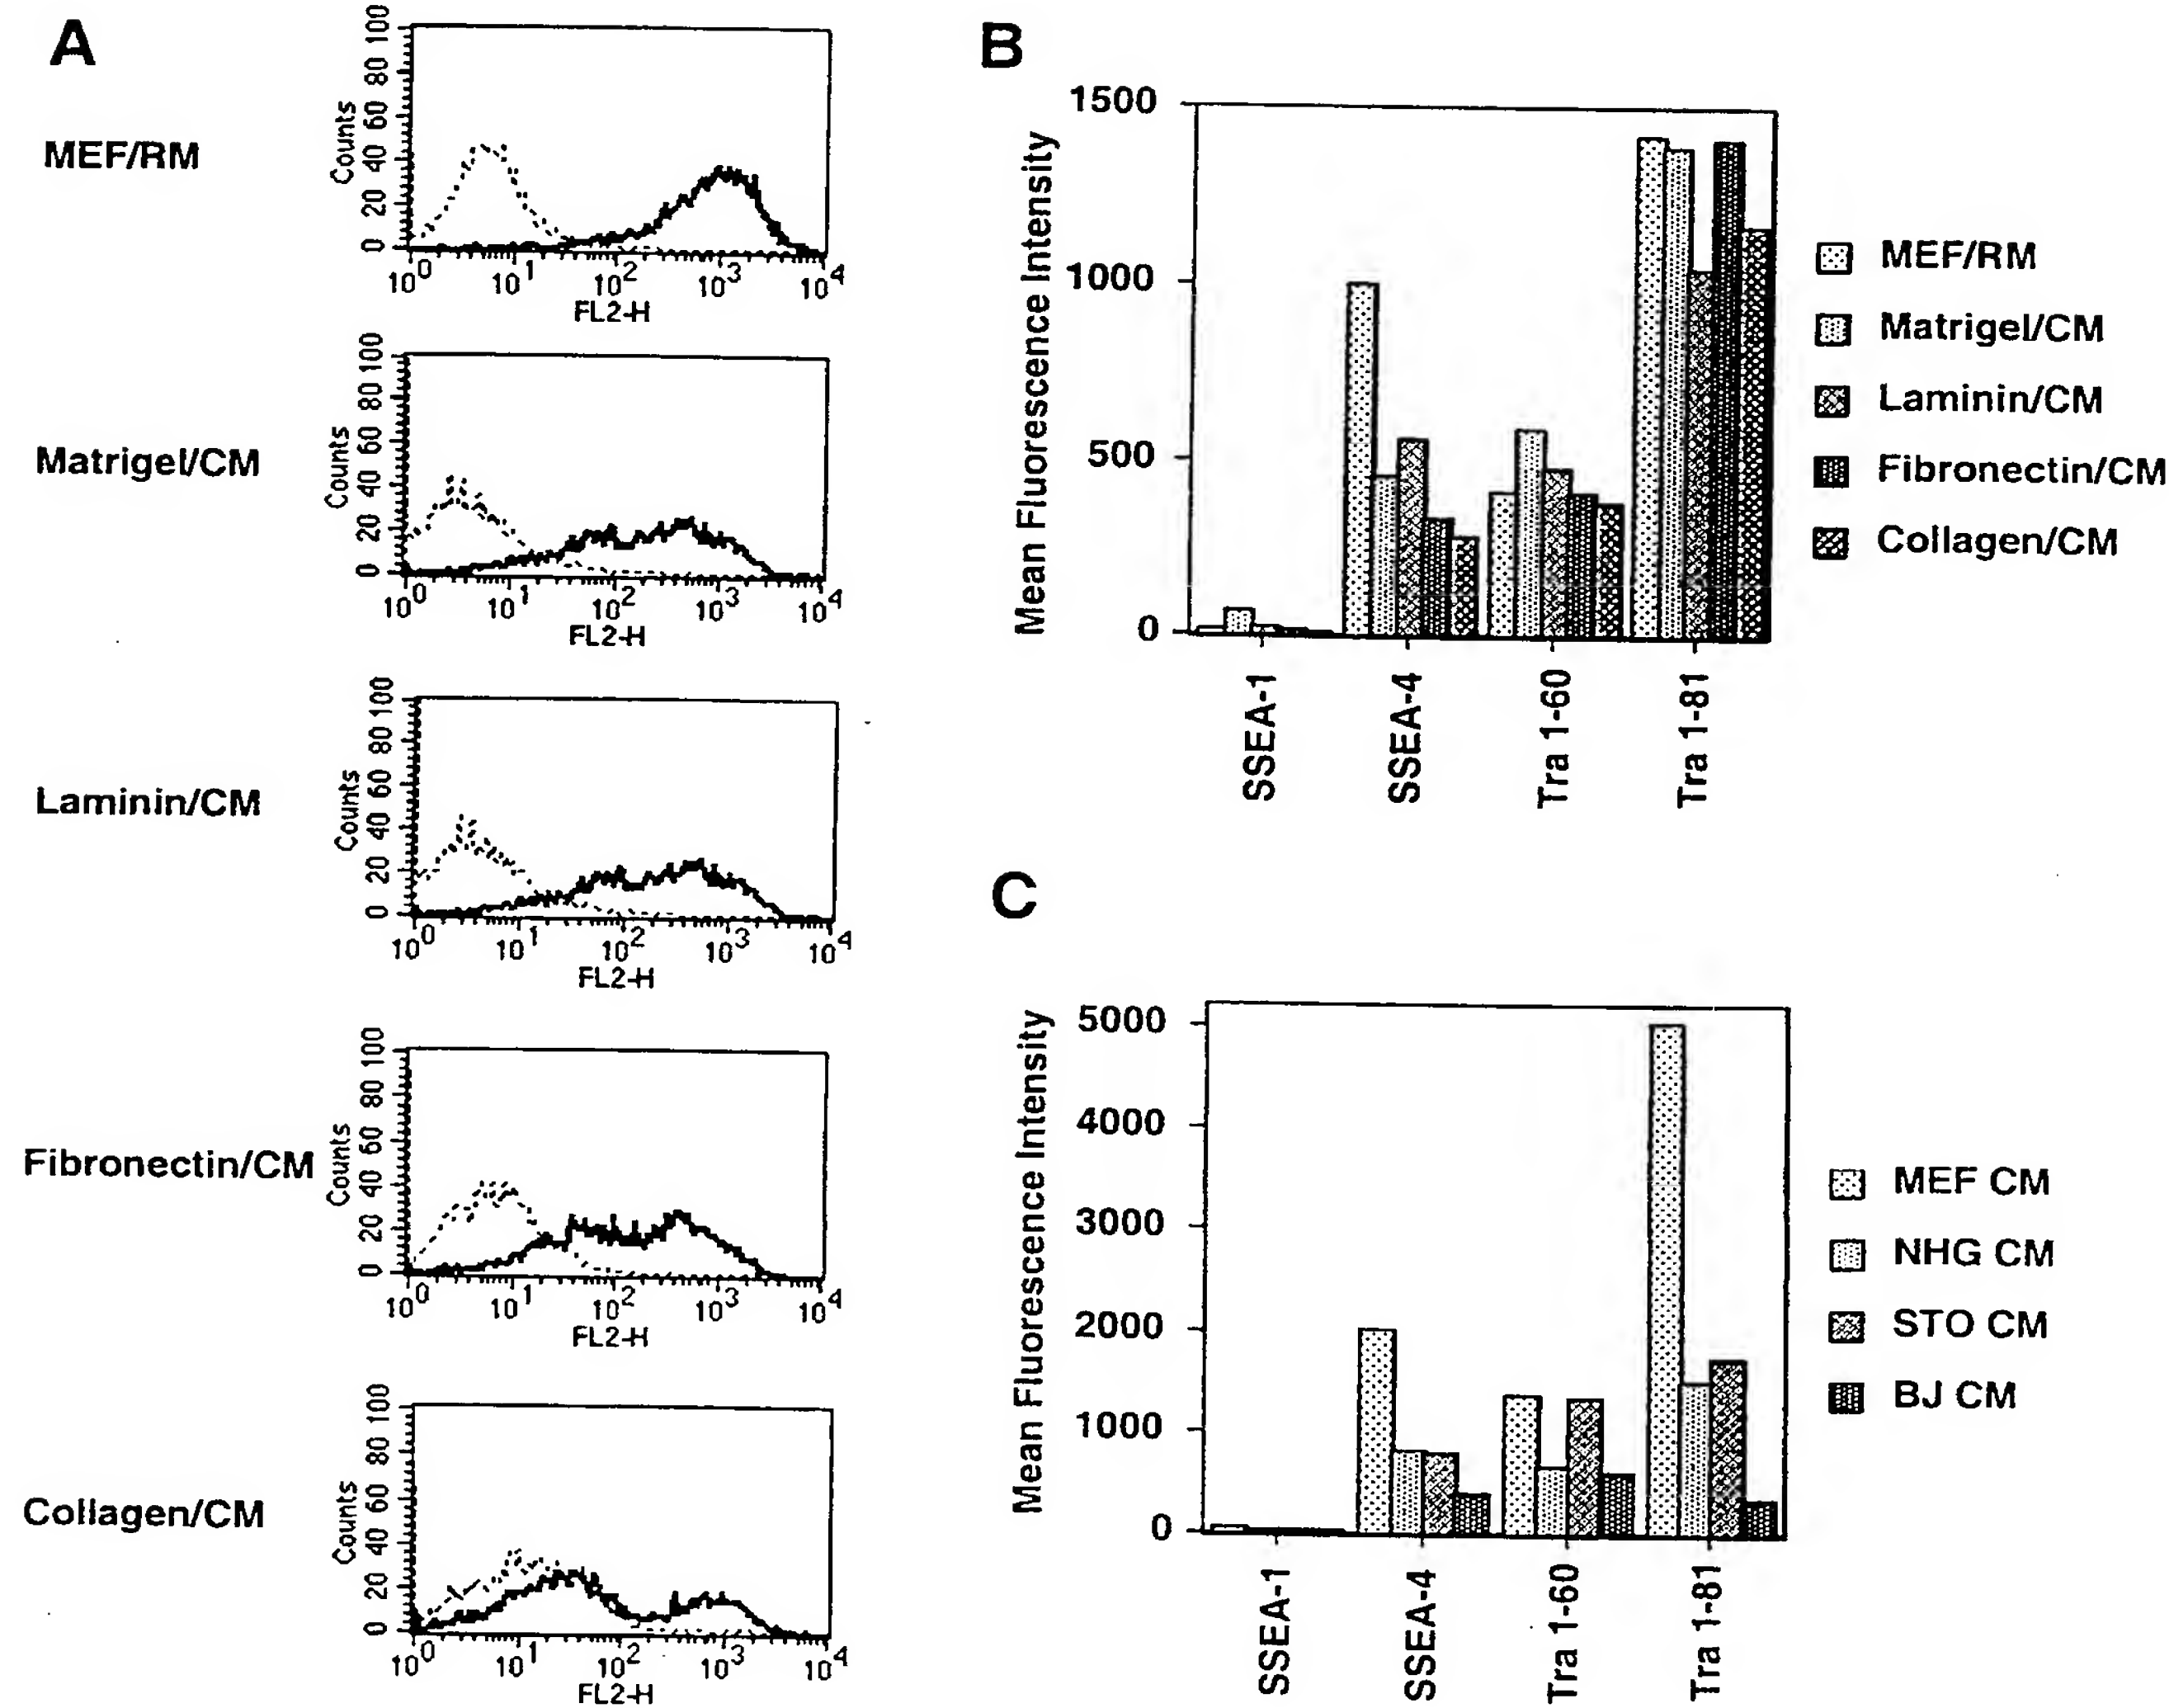 A
MEF/RM
Counts
0 20 40 60 80 100
10^0 10^1 10^2 10^3 10^4
FL2-H
Matrigel/CM
Counts
0 20 40 60 80 100
10^0 10^1 10^2 10^3 10^4
FL2-H
Laminin/CM
Counts
0 20 40 60 80 100
10^0 10^1 10^2 10^3 10^4
FL2-H
Fibronectin/CM
Counts
0 20 40 60 80 100
10^0 10^1 10^2 10^3 10^4
FL2-H
Collagen/CM
Counts
0 20 40 60 80 100
10^0 10^1 10^2 10^3 10^4
FL2-H
B
Mean Fluorescence Intensity
1500
1000
500
0
SSEA-1
SSEA-4
Tra 1-60
Tra 1-81
MEF/RM
Matrigel/CM
Laminin/CM
Fibronectin/CM
Collagen/CM
C
Mean Fluorescence Intensity
5000
4000
3000
2000
1000
0
SSEA-1
SSEA-4
Tra 1-60
Tra 1-81
MEF CM
NHG CM
STO CM
BJ CM